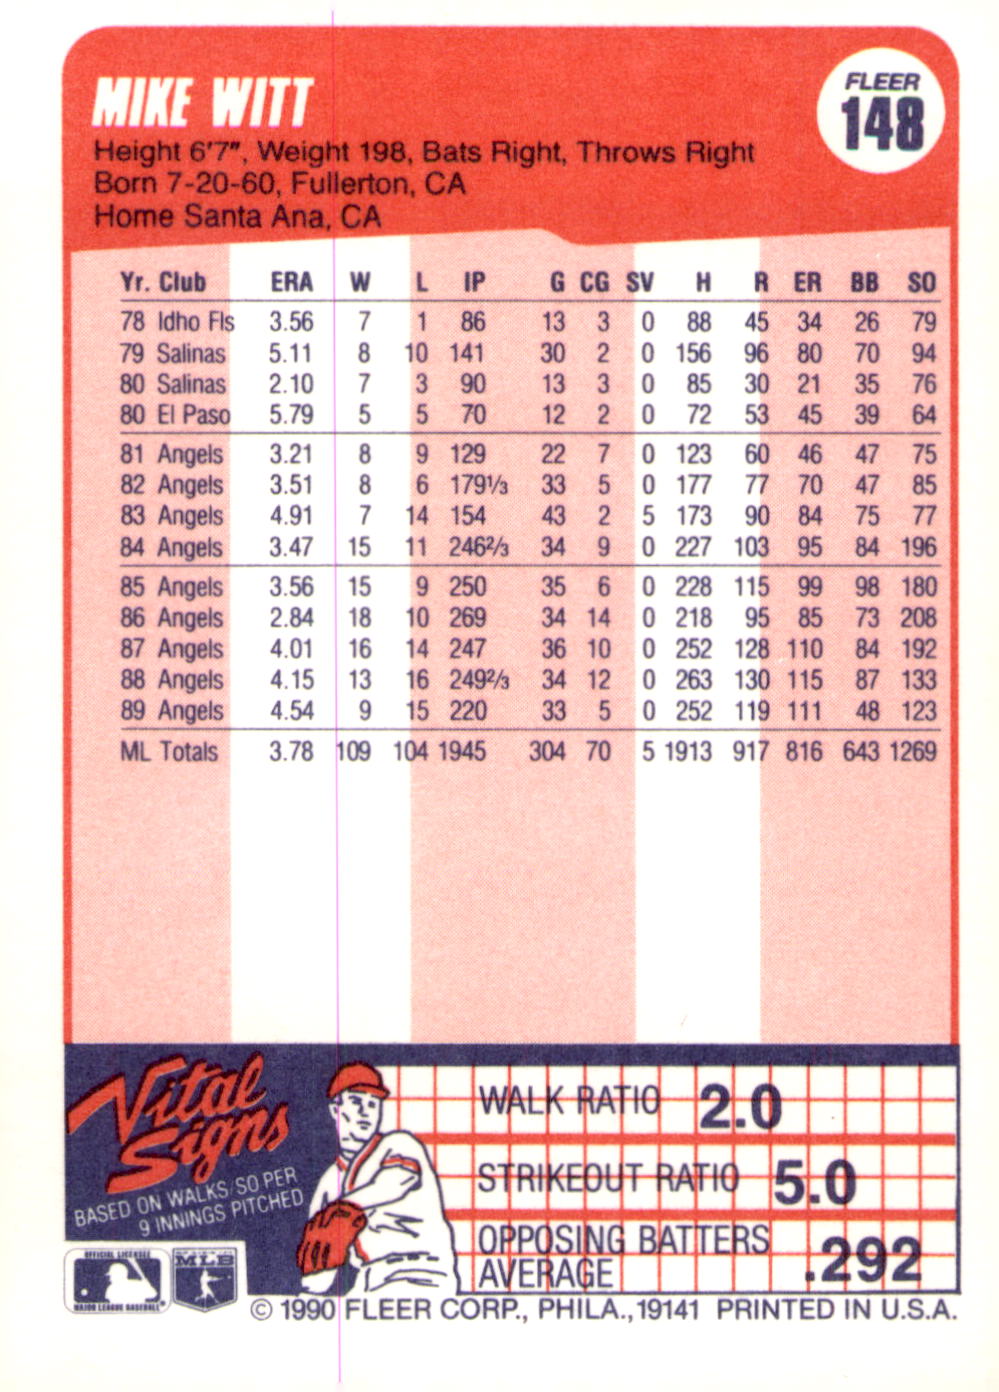 MIKE WITT
FLEER
148
Height 6'7", Weight 198, Bats Right, Throws Right
Born 7-20-60, Fullerton, CA
Home Santa Ana, CA
Yr. Club ERA W L IP G CG SV H R ER BB SO
78 Idho Fls 3.56 7 1 86 13 3 0 88 45 34 26 79
79 Salinas 5.11 8 10 141 30 2 0 156 96 80 70 94
80 Salinas 2.10 7 3 90 13 3 0 85 30 21 35 76
80 El Paso 5.79 5 5 70 12 2 0 72 53 45 39 64
81 Angels 3.21 8 9 129 22 7 0 123 60 46 47 75
82 Angels 3.51 8 6 179⅓ 33 5 0 177 77 70 47 85
83 Angels 4.91 7 14 154 43 2 5 173 90 84 75 77
84 Angels 3.47 15 11 246⅔ 34 9 0 227 103 95 84 196
85 Angels 3.56 15 9 250 35 6 0 228 115 99 98 180
86 Angels 2.84 18 10 269 34 14 0 218 95 85 73 208
87 Angels 4.01 16 14 247 36 10 0 252 128 110 84 192
88 Angels 4.15 13 16 249⅔ 34 12 0 263 130 115 87 133
89 Angels 4.54 9 15 220 33 5 0 252 119 111 48 123
ML Totals 3.78 109 104 1945 304 70 5 1913 917 816 643 1269
Vital
Signs
BASED ON WALKS/SO PER
9 INNINGS PITCHED
WALK RATIO 2.0
STRIKEOUT RATIO 5.0
OPPOSING BATTERS
AVERAGE .292
OFFICIAL LICENSEE
MAJOR LEAGUE BASEBALL®
MLB
© 1990 FLEER CORP., PHILA., 19141 PRINTED IN U.S.A.